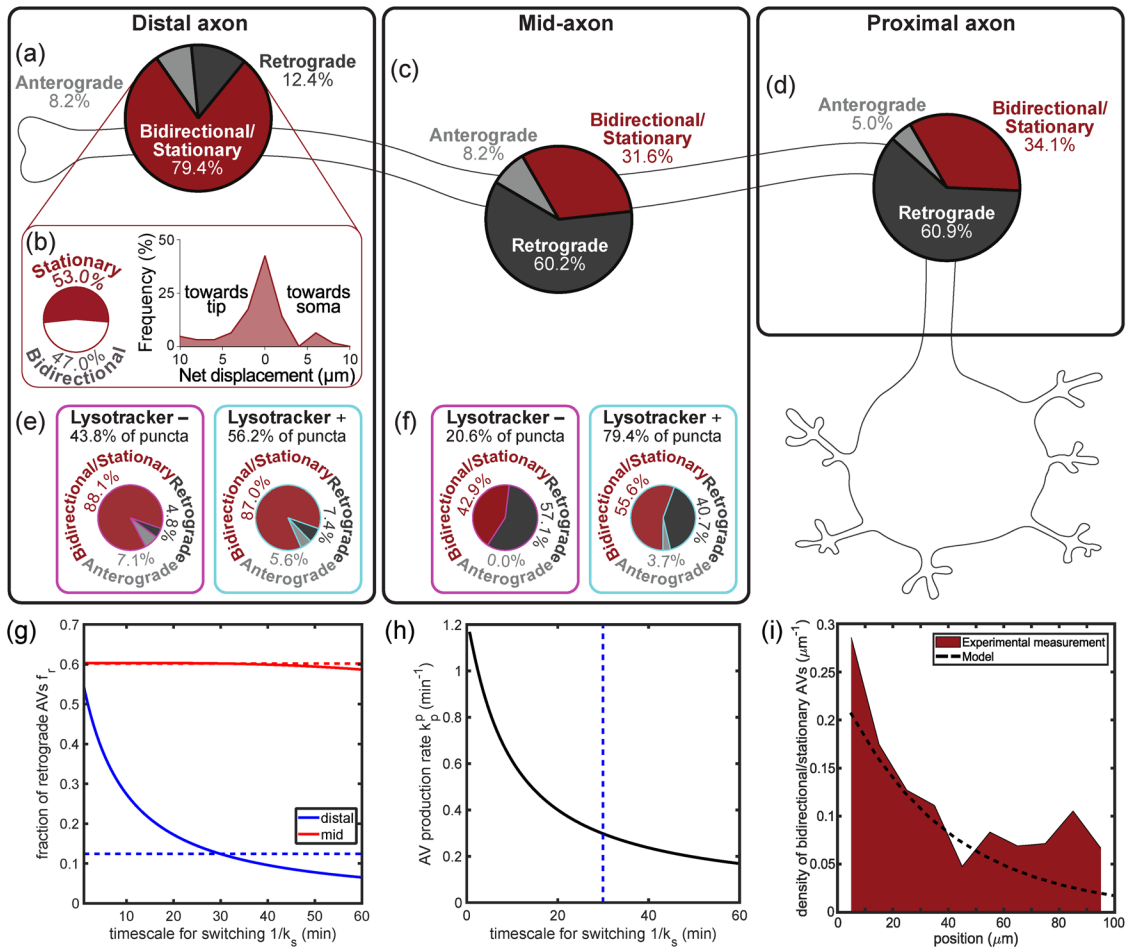 Distal axon
Mid-axon
Proximal axon
(a)
Anterograde
8.2%
Retrograde
12.4%
Bidirectional/
Stationary
79.4%
(b)
Stationary
53.0%
47.0%
Bidirectional
Frequency (%)
50
25
0
towards
tip
towards
soma
10 5 0 5 10
Net displacement (μm)
(c)
Anterograde
8.2%
Bidirectional/
Stationary
31.6%
Retrograde
60.2%
(d)
Anterograde
5.0%
Bidirectional/
Stationary
34.1%
Retrograde
60.9%
(e)
Lysotracker –
43.8% of puncta
Bidirectional/Stationary
88.1%
Retrograde
4.8%
Anterograde
7.1%
Lysotracker +
56.2% of puncta
Bidirectional/Stationary
87.0%
Retrograde
7.4%
Anterograde
5.6%
(f)
Lysotracker –
20.6% of puncta
Bidirectional/Stationary
42.9%
Retrograde
57.1%
Anterograde
0.0%
Lysotracker +
79.4% of puncta
Bidirectional/Stationary
55.6%
Retrograde
40.7%
Anterograde
3.7%
(g)
fraction of retrograde AVs f_r
0.7
0.6
0.5
0.4
0.3
0.2
0.1
0
distal
mid
10 20 30 40 50 60
timescale for switching 1/k_s (min)
(h)
AV production rate k_p^p (min⁻¹)
1.2
1
0.8
0.6
0.4
0.2
0
0 20 40 60
timescale for switching 1/k_s (min)
(i)
density of bidirectional/stationary AVs (μm⁻¹)
0.3
0.25
0.2
0.15
0.1
0.05
0
Experimental measurement
Model
0 20 40 60 80 100
position (μm)